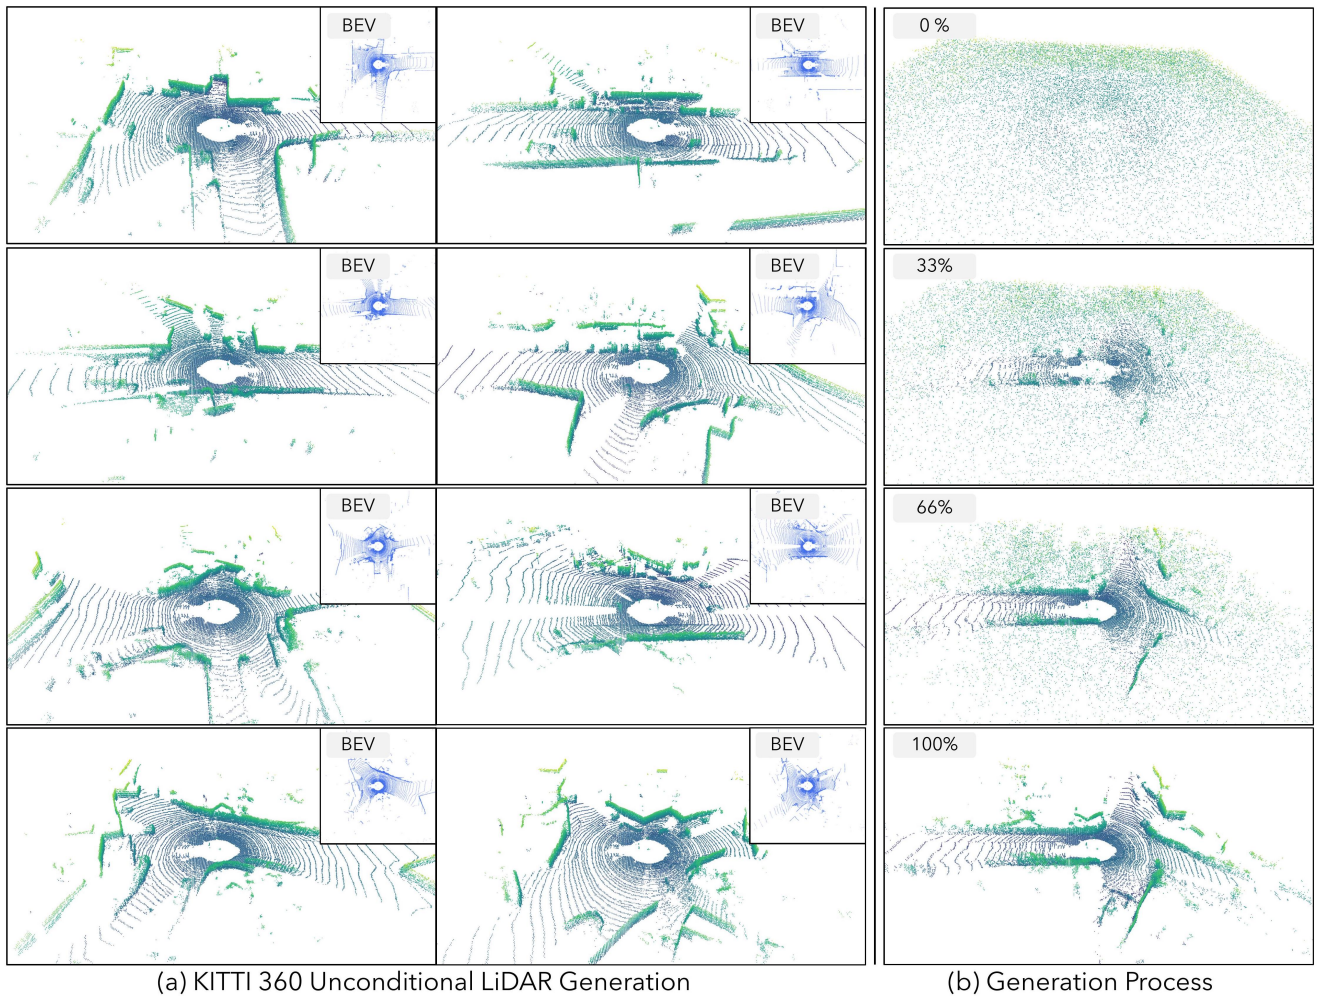 BEV
BEV
0 %
BEV
BEV
33%
BEV
BEV
66%
BEV
BEV
100%
(a) KITTI 360 Unconditional LiDAR Generation
(b) Generation Process